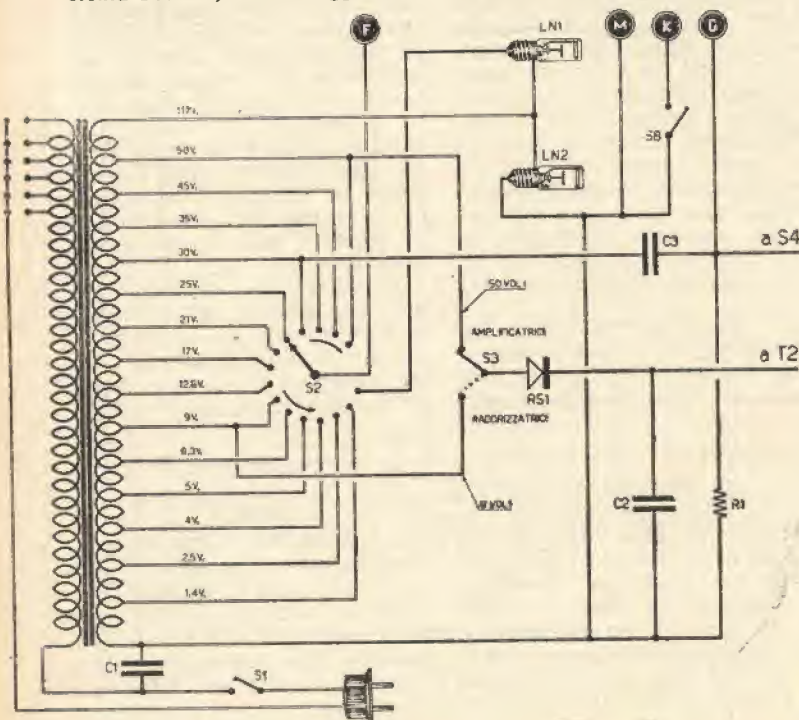 F
LN1
M
K
G
117V.
S8
50V.
LN2
45V.
35V.
C3
30V.
a S4
25V.
50 VOLT
21V.
AMPLIFICATRICE
17V.
S3
a T2
S2
12,6V.
RS1
9V.
RADDRIZZATRICE
6,3V.
5V.
C2
R1
4V.
2,5V.
1,4V.
C1
S1